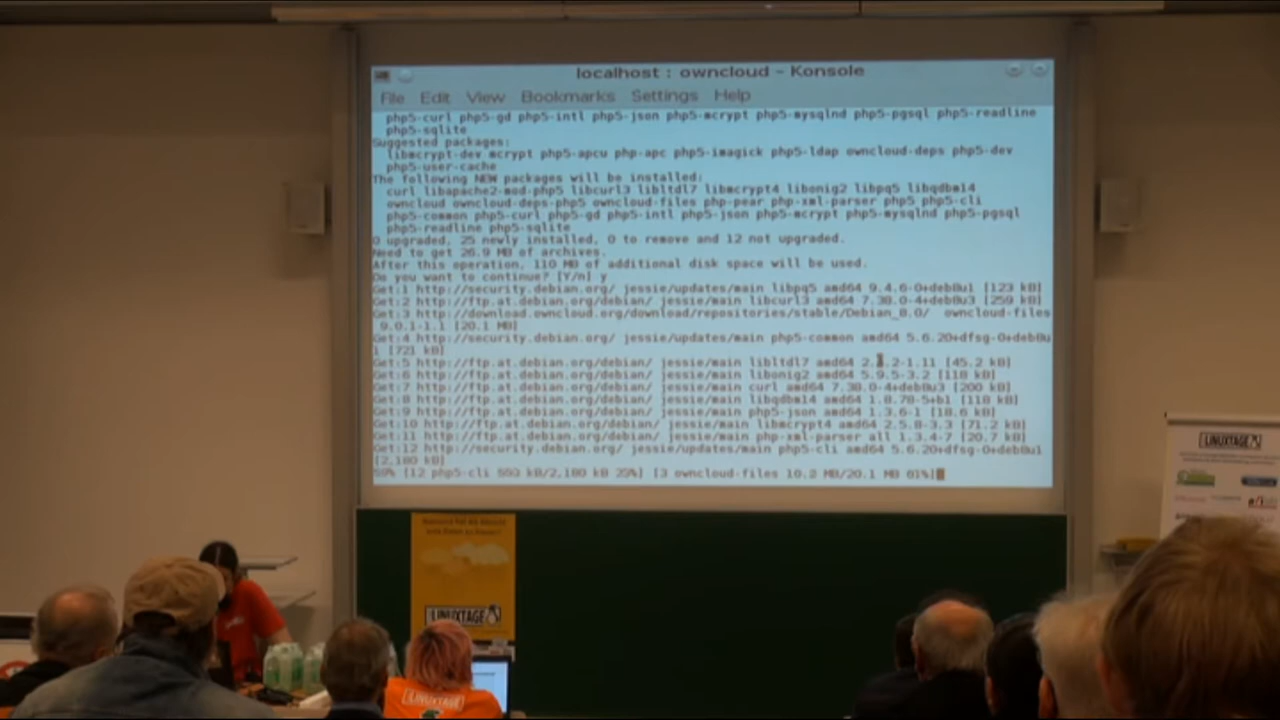 localhost : owncloud - Konsole
File Edit View Bookmarks Settings Help
php5-curl php5-gd php5-intl php5-json php5-mcrypt php5-mysqlnd php5-pgsql php5-readline
php5-sqlite
Suggested packages:
libmcrypt-dev mcrypt php5-apcu php-apc php5-imagick php5-ldap owncloud-deps php5-dev
php5-user-cache
The following NEW packages will be installed:
curl libapache2-mod-php5 libcurl3 libltdl7 libmcrypt4 libonig2 libpq5 libqdbm14
owncloud owncloud-deps-php5 owncloud-files php-pear php-xml-parser php5 php5-cli
php5-common php5-curl php5-gd php5-intl php5-json php5-mcrypt php5-mysqlnd php5-pgsql
php5-readline php5-sqlite
0 upgraded, 25 newly installed, 0 to remove and 12 not upgraded.
Need to get 26.9 MB of archives.
After this operation, 110 MB of additional disk space will be used.
Do you want to continue? [Y/n] y
Get:1 http://security.debian.org/ jessie/updates/main libpq5 amd64 9.4.6-0+deb8u1 [123 kB]
Get:2 http://ftp.at.debian.org/debian/ jessie/main libcurl3 amd64 7.38.0-4+deb8u3 [259 kB]
Get:3 http://download.owncloud.org/download/repositories/stable/Debian_8.0/ owncloud-files
9.0.1-1.1 [20.1 MB]
Get:4 http://security.debian.org/ jessie/updates/main php5-common amd64 5.6.20+dfsg-0+deb8u
1 [721 kB]
Get:5 http://ftp.at.debian.org/debian/ jessie/main libltdl7 amd64 2.4.2-1.11 [45.2 kB]
Get:6 http://ftp.at.debian.org/debian/ jessie/main libonig2 amd64 5.9.5-3.2 [118 kB]
Get:7 http://ftp.at.debian.org/debian/ jessie/main curl amd64 7.38.0-4+deb8u3 [200 kB]
Get:8 http://ftp.at.debian.org/debian/ jessie/main libqdbm14 amd64 1.8.78-5+b1 [118 kB]
Get:9 http://ftp.at.debian.org/debian/ jessie/main php5-json amd64 1.3.6-1 [18.6 kB]
Get:10 http://ftp.at.debian.org/debian/ jessie/main libmcrypt4 amd64 2.5.8-3.3 [71.2 kB]
Get:11 http://ftp.at.debian.org/debian/ jessie/main php-xml-parser all 1.3.4-7 [20.7 kB]
Get:12 http://security.debian.org/ jessie/updates/main php5-cli amd64 5.6.20+dfsg-0+deb8u1
[2,180 kB]
[12 php5-cli 550 kB/2,180 kB 25%] [3 owncloud-files 10.2 MB/20.1 MB
LINUXTAGE
LINUXTAGE
LINUXTAGE